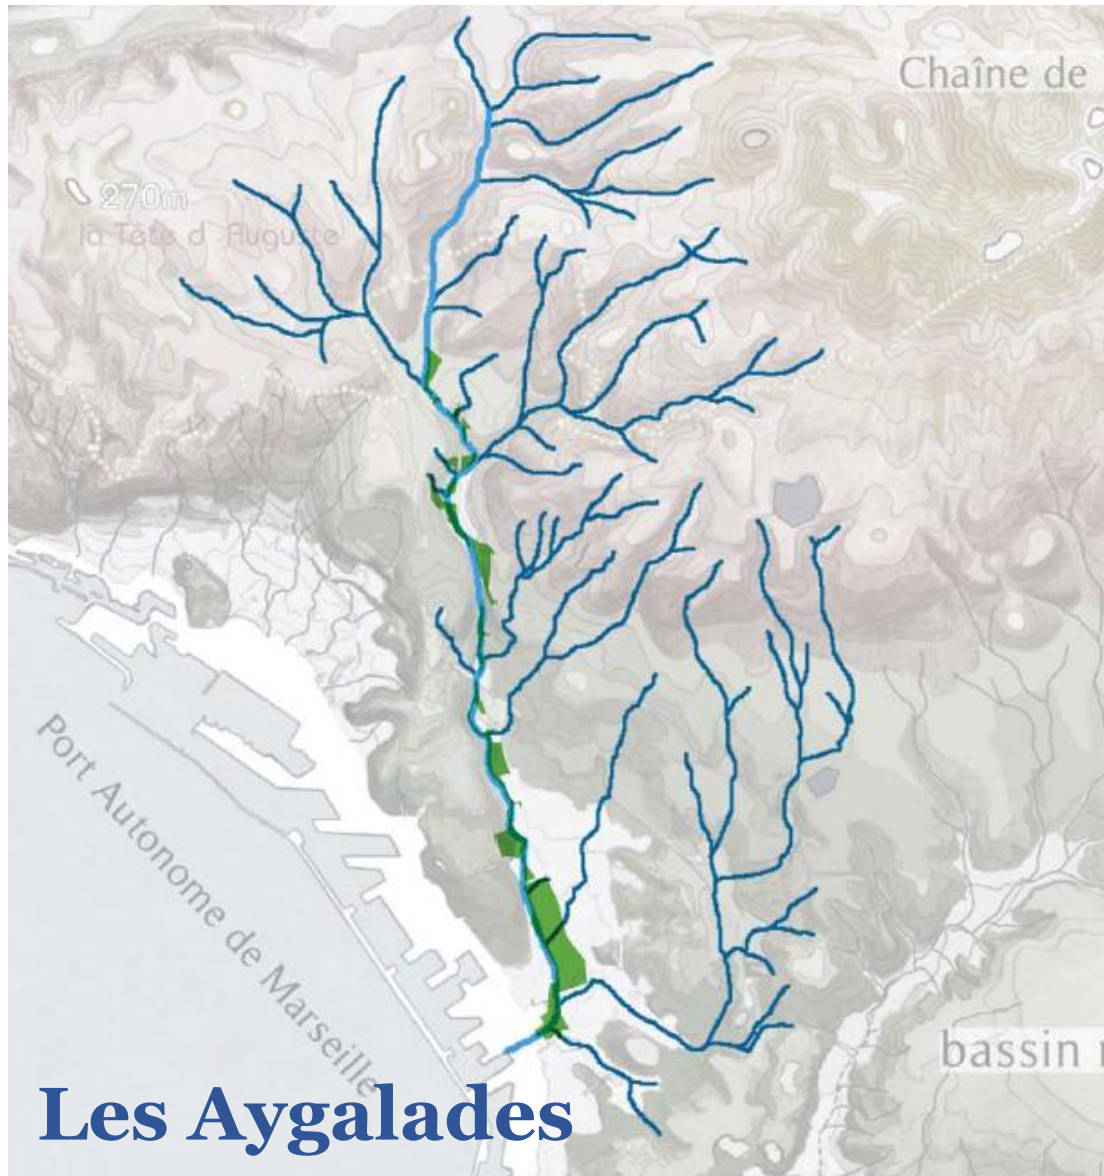 Chaîne de
270m
la Tête d Auguste
Port Autonome de Marseille
bassin
Les Aygalades